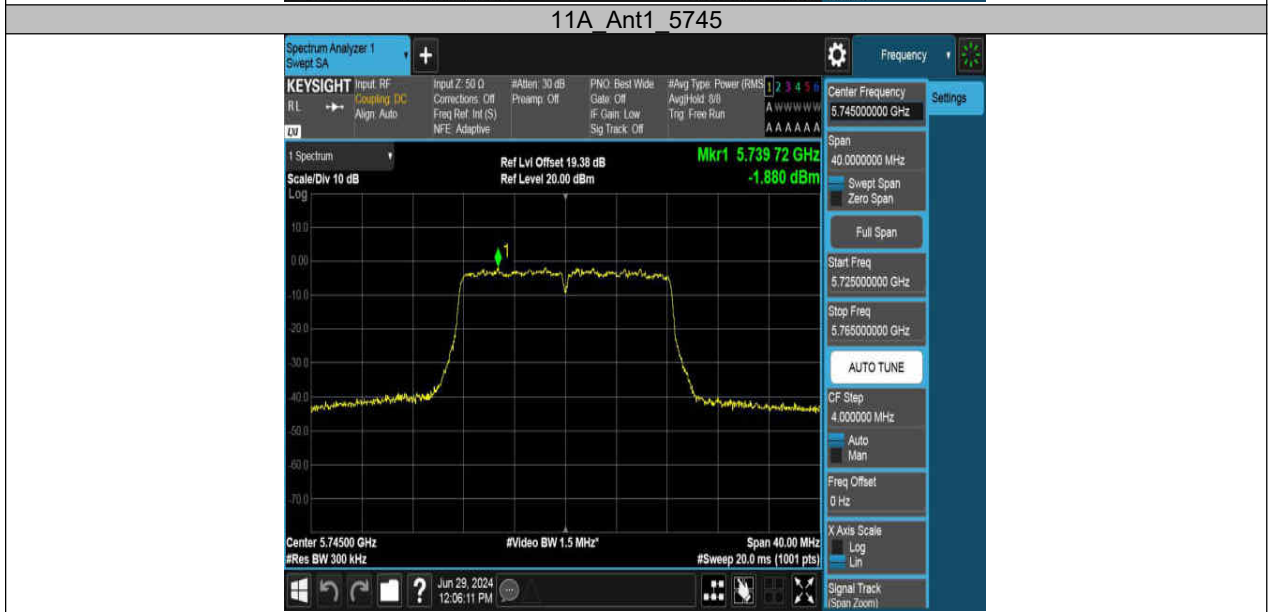 11A_Ant1_5745
Spectrum Analyzer 1
Swept SA
+
Frequency
KEYSIGHT
RL
LXI
Input: RF
Coupling: DC
Align: Auto
Input Z: 50 Ω
Corrections: Off
Freq Ref: Int (S)
NFE: Adaptive
#Atten: 30 dB
Preamp: Off
PNO: Best Wide
Gate: Off
IF Gain: Low
Sig Track: Off
#Avg Type: Power (RMS
Avg|Hold: 8/8
Trig: Free Run
1 2 3 4 5 6
A W W W W W
A A A A A A
1 Spectrum
Scale/Div 10 dB
Log
Ref Lvl Offset 19.38 dB
Ref Level 20.00 dBm
Mkr1 5.739 72 GHz
-1.880 dBm
1
10.0
0.00
-10.0
-20.0
-30.0
-40.0
-50.0
-60.0
-70.0
Center 5.74500 GHz
#Res BW 300 kHz
#Video BW 1.5 MHz*
Span 40.00 MHz
#Sweep 20.0 ms (1001 pts)
?
Jun 29, 2024
12:06:11 PM
Center Frequency
5.745000000 GHz
Settings
Span
40.0000000 MHz
Swept Span
Zero Span
Full Span
Start Freq
5.725000000 GHz
Stop Freq
5.765000000 GHz
AUTO TUNE
CF Step
4.000000 MHz
Auto
Man
Freq Offset
0 Hz
X Axis Scale
Log
Lin
Signal Track
(Span Zoom)